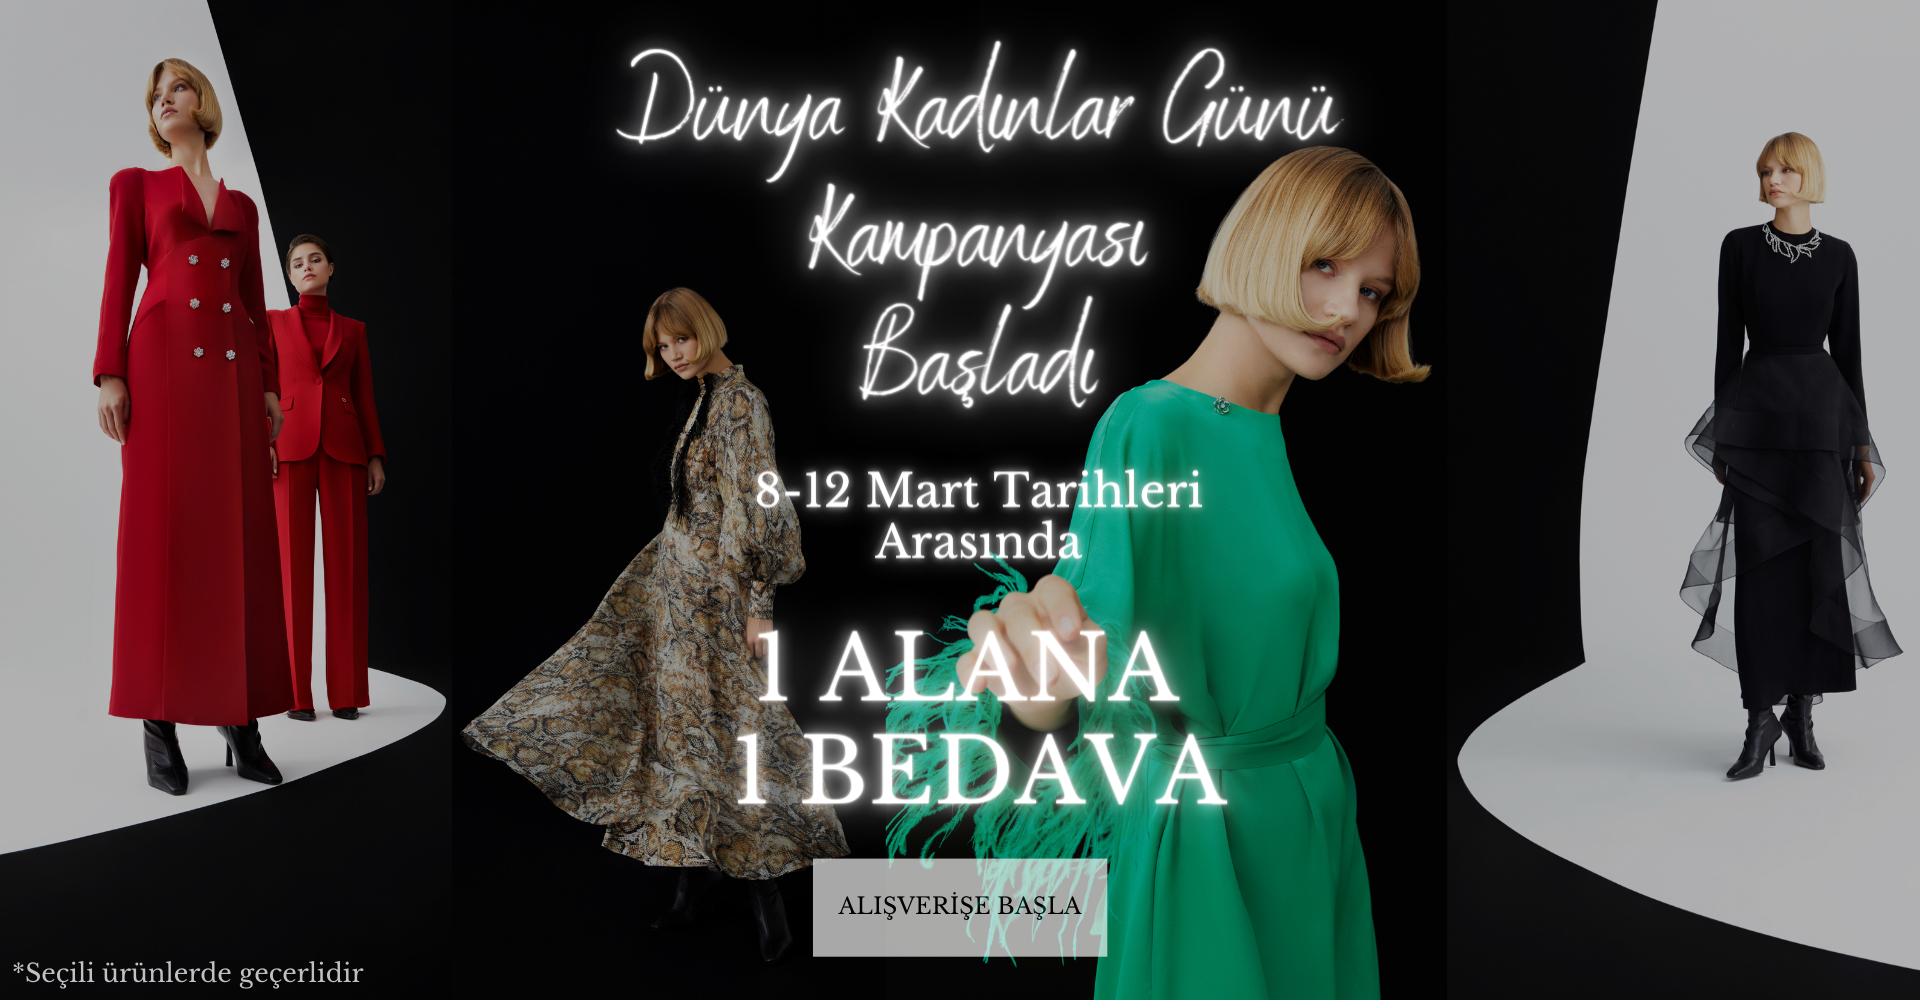 Dünya Kadınlar Günü
Kampanyası
Başladı
8-12 Mart Tarihleri
Arasında
1 ALANA
1 BEDAVA
ALIŞVERİŞE BAŞLA
*Seçili ürünlerde geçerlidir